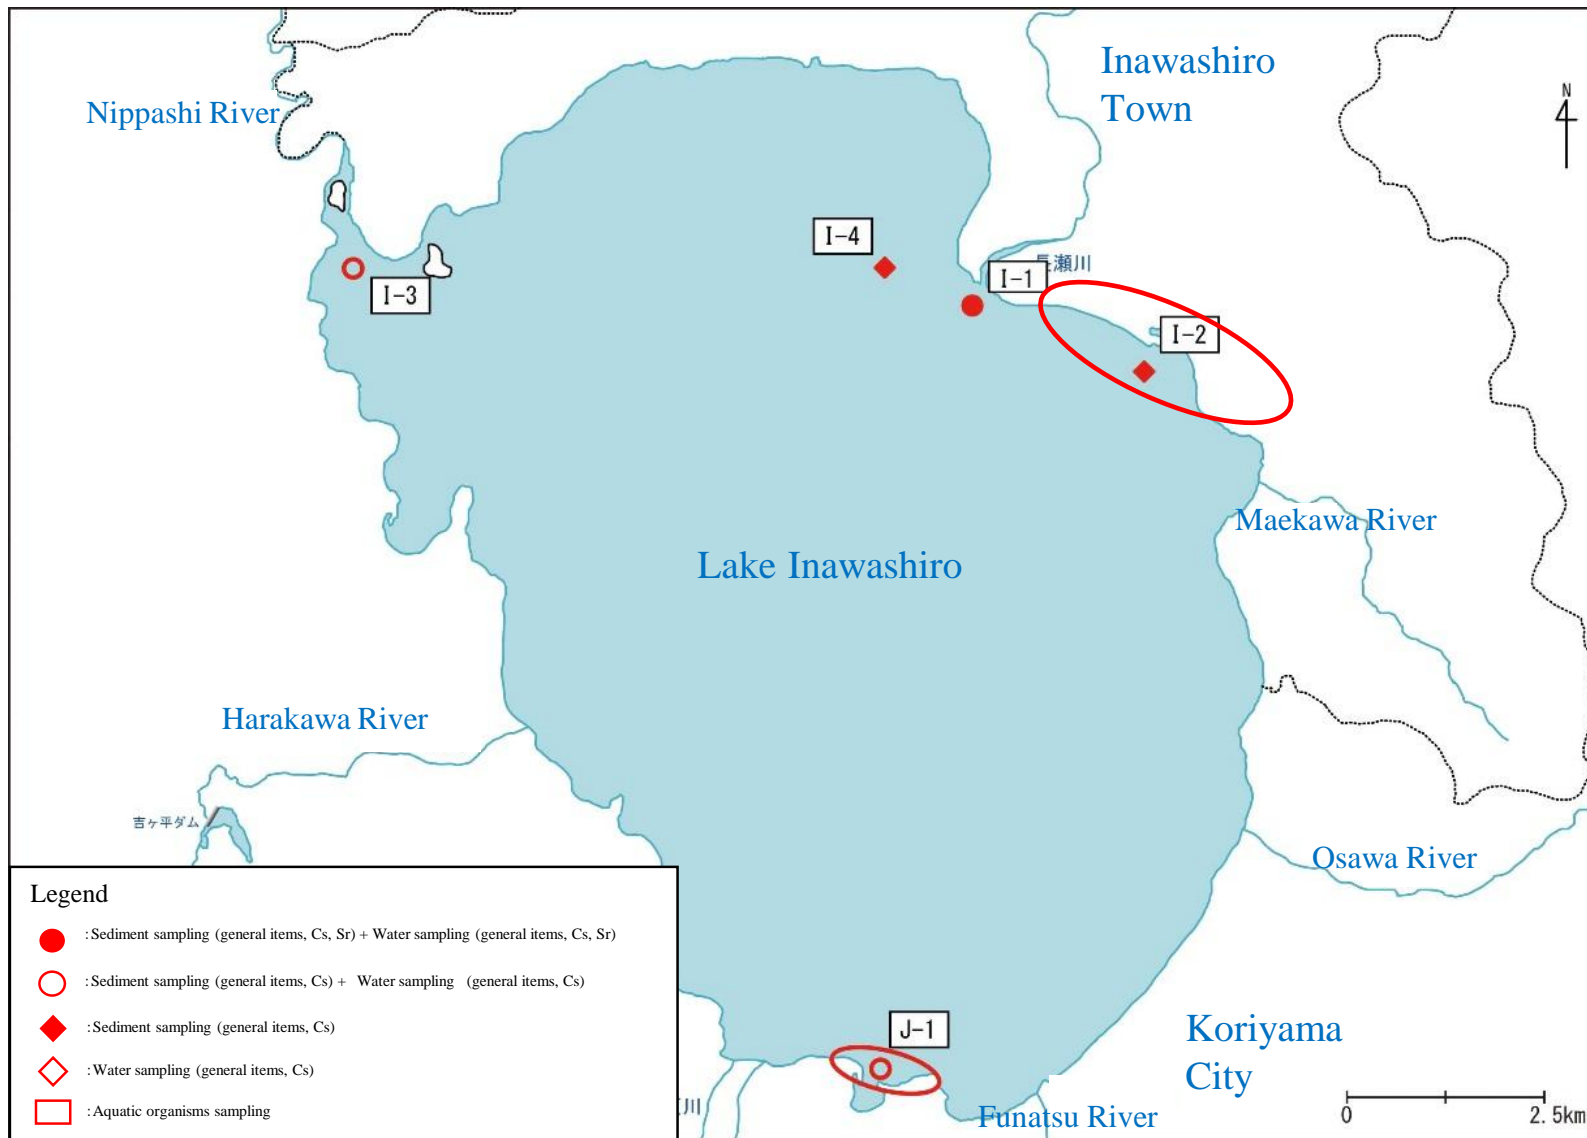 Inawashiro
Town
N
Nippashi River
I-4
長瀬川
I-1
I-3
I-2
Maekawa River
Lake Inawashiro
Harakawa River
吉ヶ平ダム
Osawa River
Legend
:Sediment sampling (general items, Cs, Sr) + Water sampling (general items, Cs, Sr)
:Sediment sampling (general items, Cs) + Water sampling (general items, Cs)
:Sediment sampling (general items, Cs)
:Water sampling (general items, Cs)
:Aquatic organisms sampling
J-1
Koriyama
City
川
Funatsu River
0
2.5km